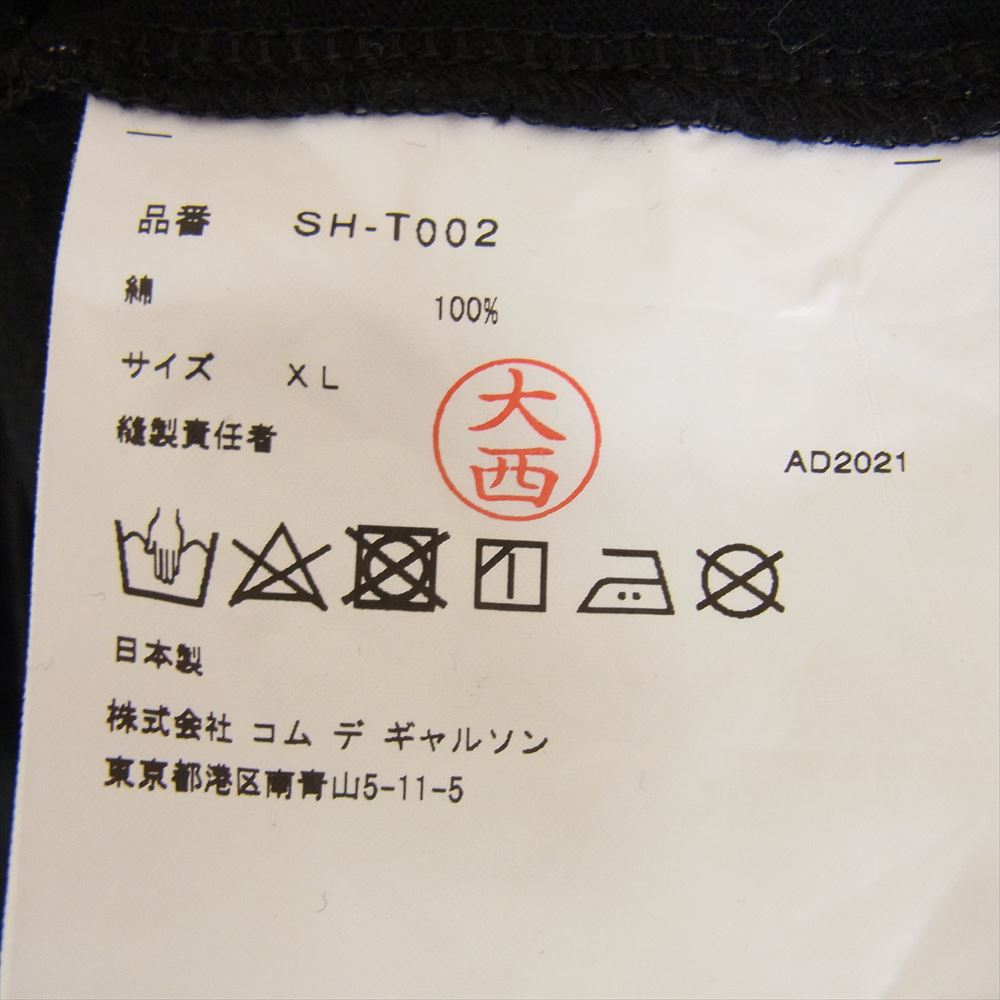 品番 SH-T002
綿 100%
サイズ XL
縫製責任者
大西
AD2021
日本製
株式会社 コム デ ギャルソン
東京都港区南青山5-11-5